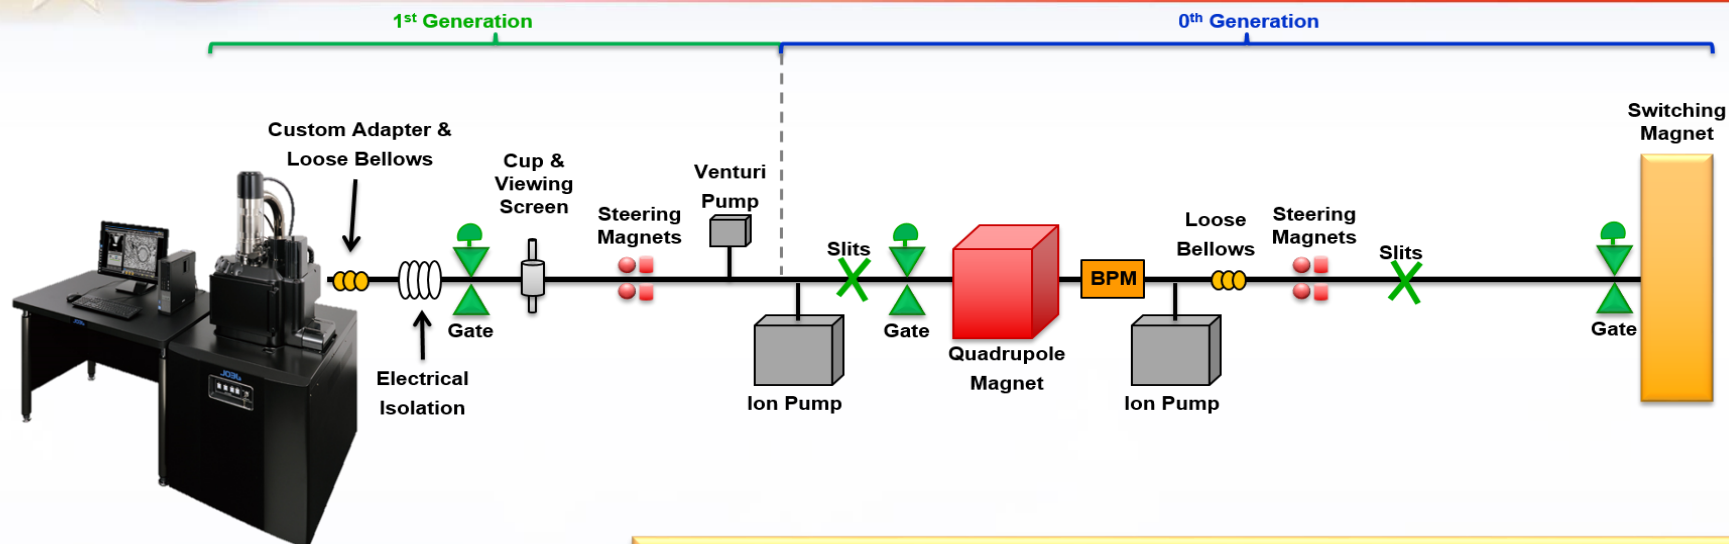 1st Generation
0th Generation
Switching
Magnet
Custom Adapter &
Loose Bellows
Cup &
Viewing
Screen
Venturi
Pump
Steering
Magnets
Slits
Loose
Bellows
Steering
Magnets
Slits
BPM
Gate
Gate
Gate
Quadrupole
Magnet
Electrical
Isolation
Ion Pump
Ion Pump
JEOL